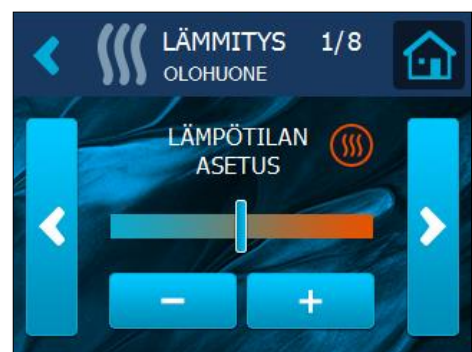 LÄMMITYS 1/8
OLOHUONE
LÄMPÖTILAN
ASETUS
- +